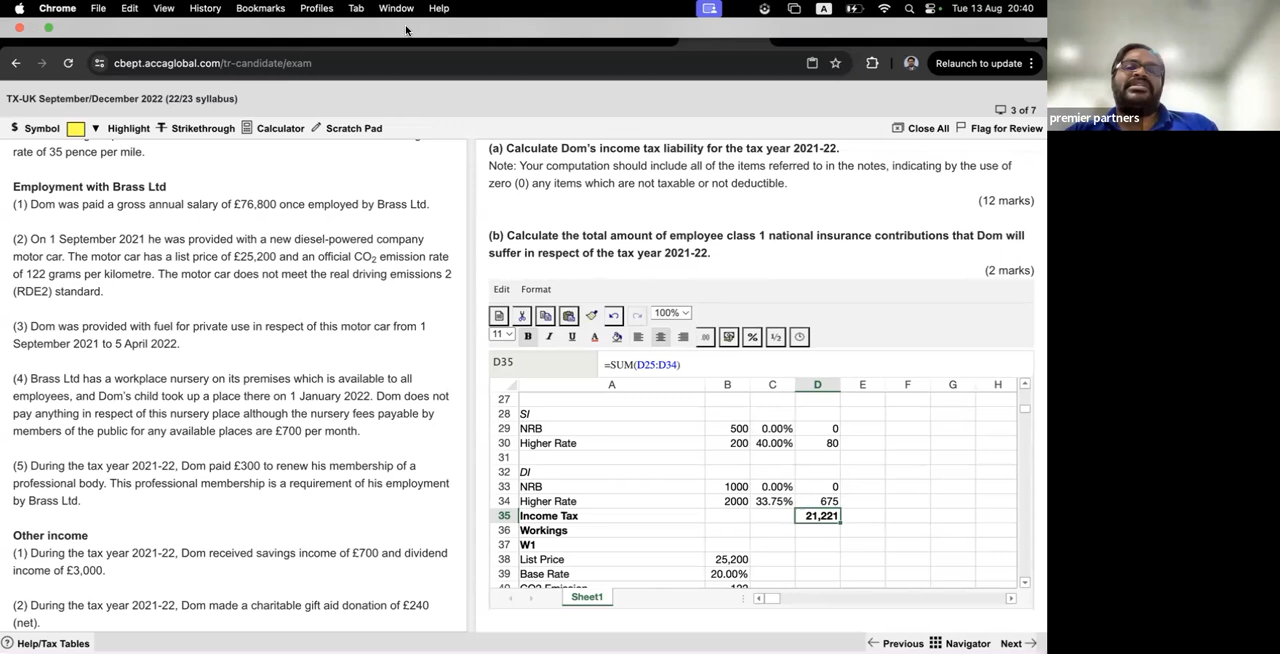 Chrome File Edit View History Bookmarks Profiles Tab Window Help A Tue 13 Aug 20:40
cbept.accaglobal.com/tr-candidate/exam Relaunch to update
TX-UK September/December 2022 (22/23 syllabus) 3 of 7
$ Symbol Highlight Strikethrough Calculator Scratch Pad Close All Flag for Review
rate of 35 pence per mile.
Employment with Brass Ltd
(1) Dom was paid a gross annual salary of £76,800 once employed by Brass Ltd.
(2) On 1 September 2021 he was provided with a new diesel-powered company
motor car. The motor car has a list price of £25,200 and an official CO2 emission rate
of 122 grams per kilometre. The motor car does not meet the real driving emissions 2
(RDE2) standard.
(3) Dom was provided with fuel for private use in respect of this motor car from 1
September 2021 to 5 April 2022.
(4) Brass Ltd has a workplace nursery on its premises which is available to all
employees, and Dom's child took up a place there on 1 January 2022. Dom does not
pay anything in respect of this nursery place although the nursery fees payable by
members of the public for any available places are £700 per month.
(5) During the tax year 2021-22, Dom paid £300 to renew his membership of a
professional body. This professional membership is a requirement of his employment
by Brass Ltd.
Other income
(1) During the tax year 2021-22, Dom received savings income of £700 and dividend
income of £3,000.
(2) During the tax year 2021-22, Dom made a charitable gift aid donation of £240
(net).
(a) Calculate Dom's income tax liability for the tax year 2021-22.
Note: Your computation should include all of the items referred to in the notes, indicating by the use of
zero (0) any items which are not taxable or not deductible.
(12 marks)
(b) Calculate the total amount of employee class 1 national insurance contributions that Dom will
suffer in respect of the tax year 2021-22.
(2 marks)
Edit Format
100%
11 B I U A .00 % 1/2
D35 =SUM(D25:D34)
A B C D E F G H
27
28 SI
29 NRB 500 0.00% 0
30 Higher Rate 200 40.00% 80
31
32 DI
33 NRB 1000 0.00% 0
34 Higher Rate 2000 33.75% 675
35 Income Tax 21,221
36 Workings
37 W1
38 List Price 25,200
39 Base Rate 20.00%
Sheet1
Help/Tax Tables Previous Navigator Next
premier partners